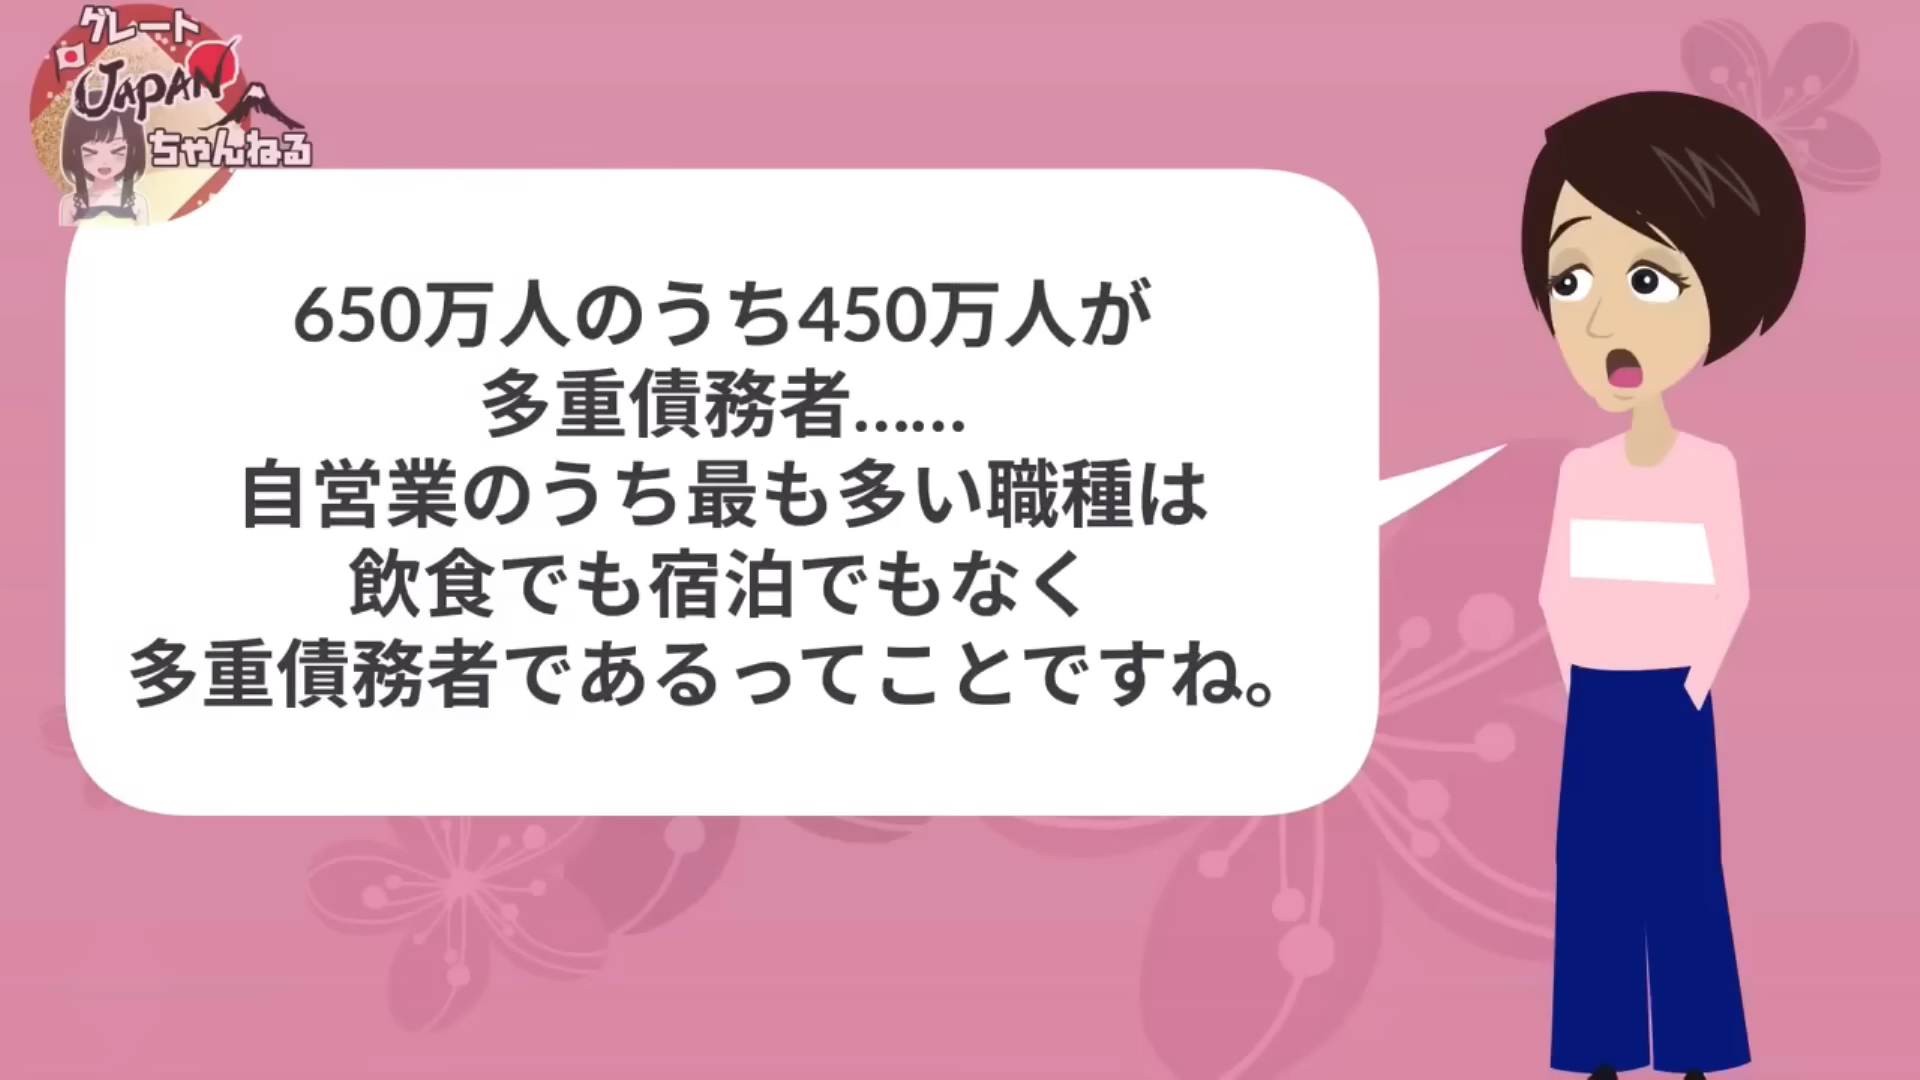 グレート
JAPAN
ちゃんねる
650万人のうち450万人が
多重債務者……
自営業のうち最も多い職種は
飲食でも宿泊でもなく
多重債務者であるってことですね。